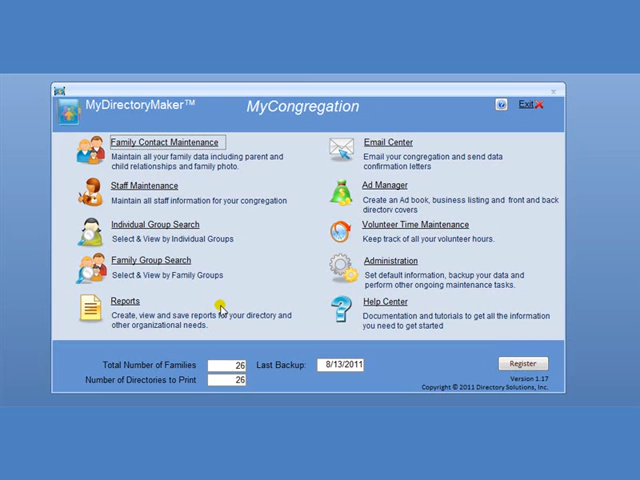 MyDirectoryMaker™
MyCongregation
Exit
Family Contact Maintenance
Maintain all your family data including parent and
child relationships and family photo.
Staff Maintenance
Maintain all staff information for your congregation
Individual Group Search
Select & View by Individual Groups
Family Group Search
Select & View by Family Groups
Reports
Create, view and save reports for your directory and
other organizational needs.
Email Center
Email your congregation and send data
confirmation letters
Ad Manager
Create an Ad book, business listing and front and back
directory covers
Volunteer Time Maintenance
Keep track of all your volunteer hours.
Administration
Set default information, backup your data and
perform other ongoing maintenance tasks.
Help Center
Documentation and tutorials to get all the information
you need to get started
Total Number of Families 26 Last Backup: 8/13/2011
Number of Directories to Print 26
Register
Version 1.17
Copyright © 2011 Directory Solutions, Inc.